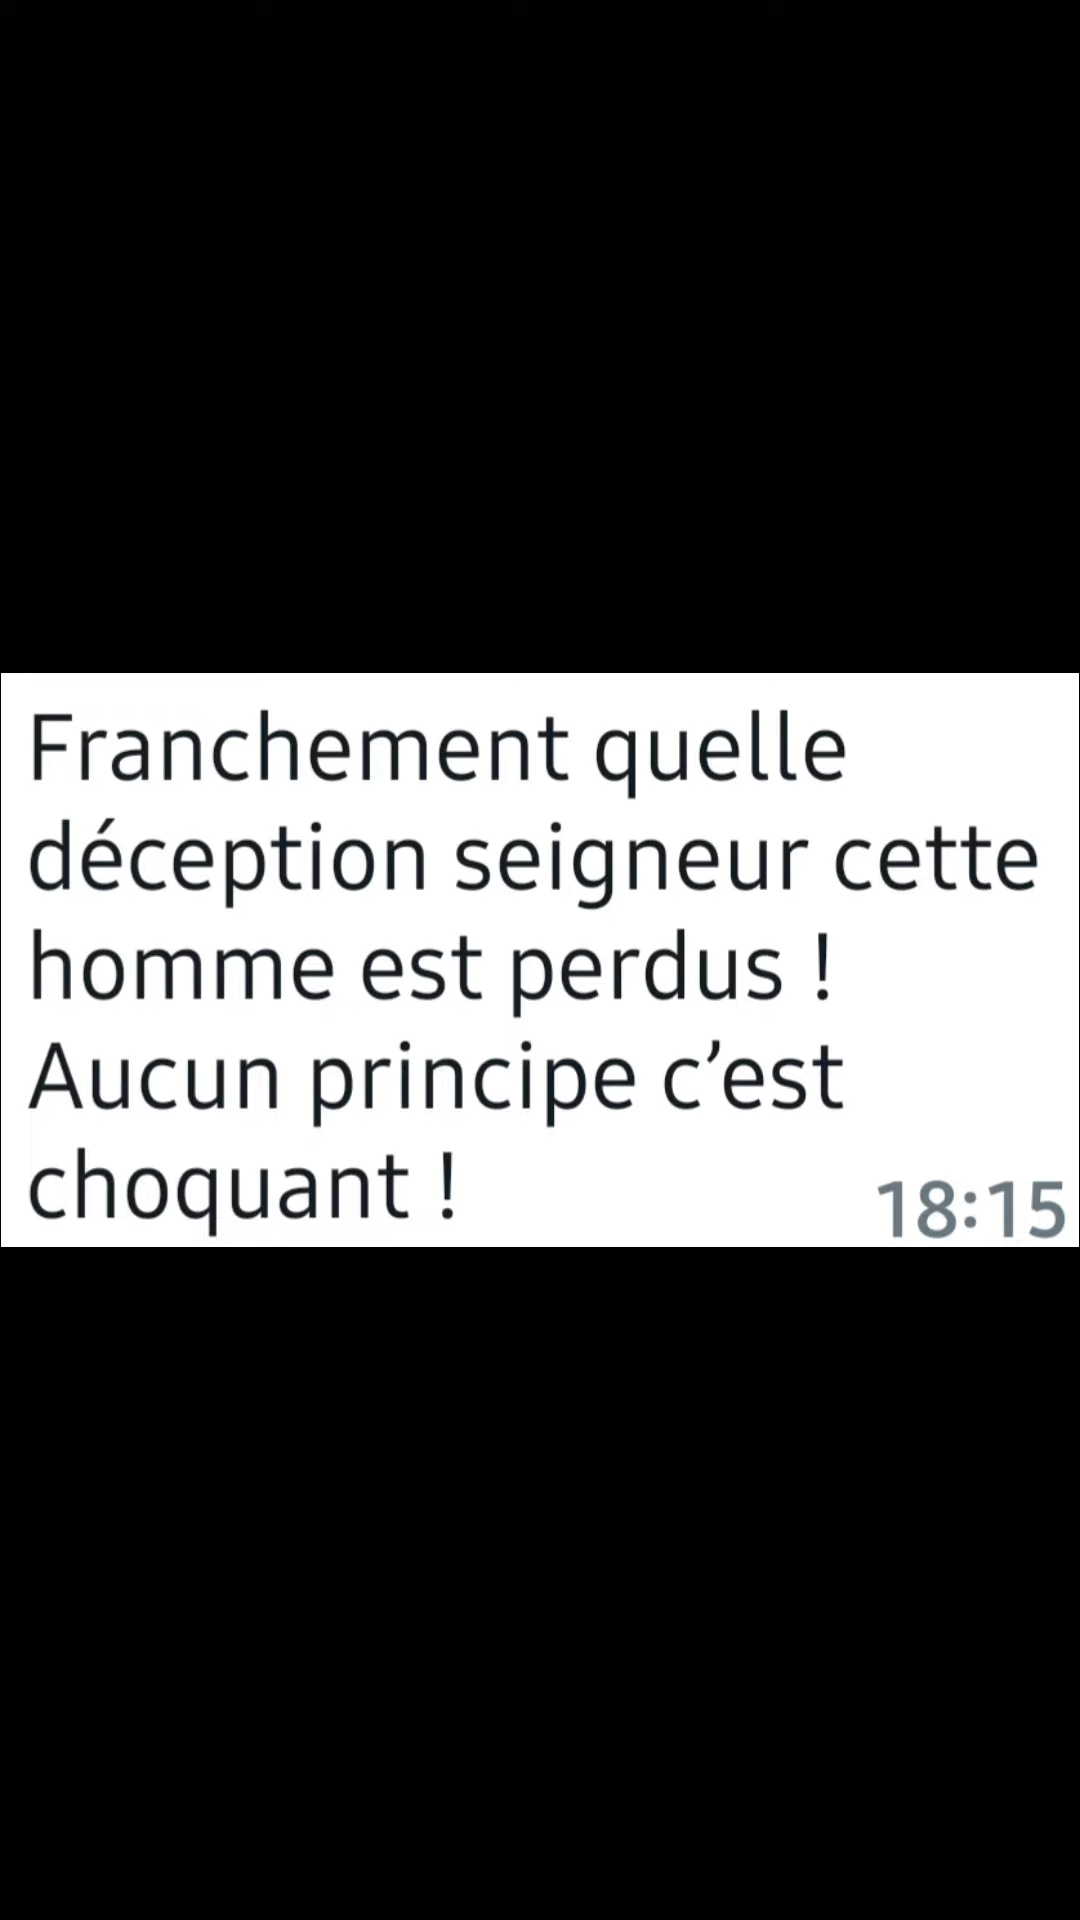 Franchement quelle
déception seigneur cette
homme est perdus !
Aucun principe c’est
choquant !
18:15